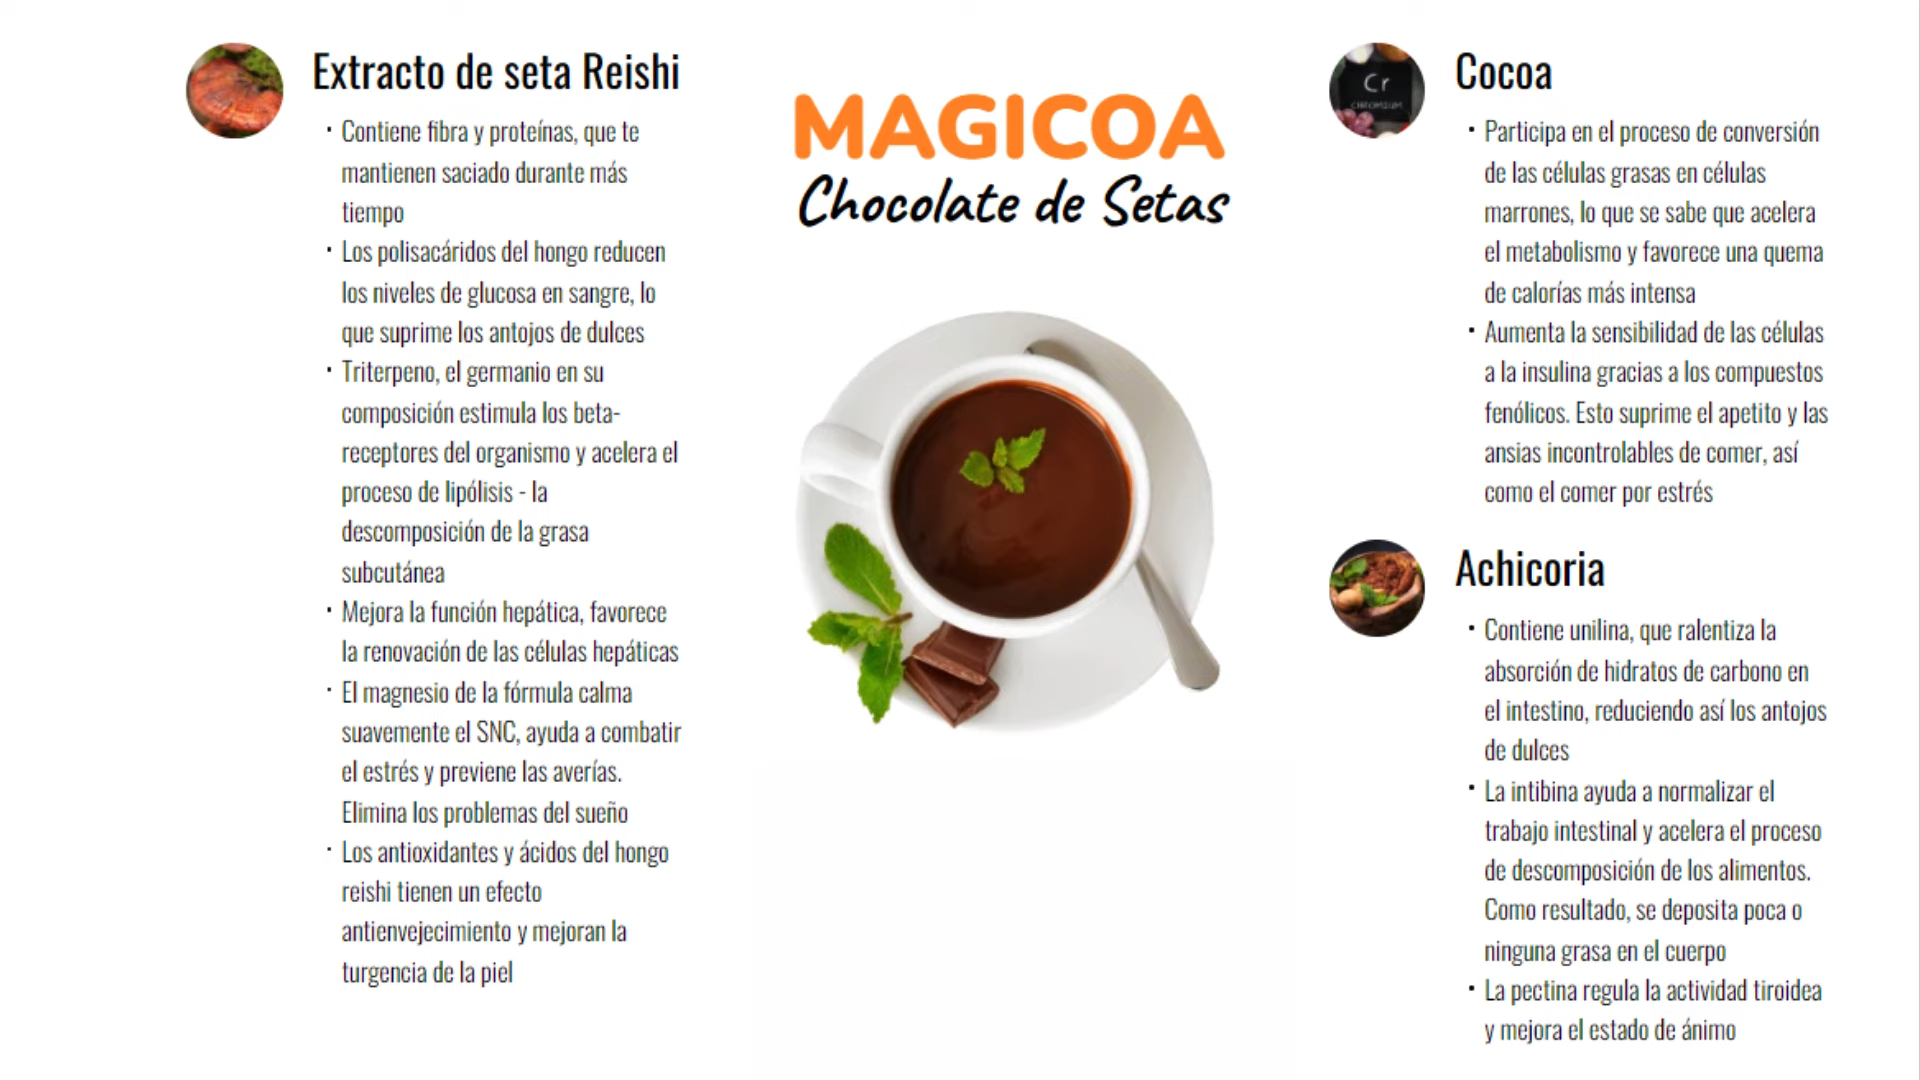 Extracto de seta Reishi
· Contiene fibra y proteínas, que te
mantienen saciado durante más
tiempo
· Los polisacáridos del hongo reducen
los niveles de glucosa en sangre, lo
que suprime los antojos de dulces
· Triterpeno, el germanio en su
composición estimula los beta-
receptores del organismo y acelera el
proceso de lipólisis - la
descomposición de la grasa
subcutánea
· Mejora la función hepática, favorece
la renovación de las células hepáticas
· El magnesio de la fórmula calma
suavemente el SNC, ayuda a combatir
el estrés y previene las averías.
Elimina los problemas del sueño
· Los antioxidantes y ácidos del hongo
reishi tienen un efecto
antienvejecimiento y mejoran la
turgencia de la piel
MAGICOA
Chocolate de Setas
Cr
CHROMIUM
Cocoa
· Participa en el proceso de conversión
de las células grasas en células
marrones, lo que se sabe que acelera
el metabolismo y favorece una quema
de calorías más intensa
· Aumenta la sensibilidad de las células
a la insulina gracias a los compuestos
fenólicos. Esto suprime el apetito y las
ansias incontrolables de comer, así
como el comer por estrés
Achicoria
· Contiene unilina, que ralentiza la
absorción de hidratos de carbono en
el intestino, reduciendo así los antojos
de dulces
· La intibina ayuda a normalizar el
trabajo intestinal y acelera el proceso
de descomposición de los alimentos.
Como resultado, se deposita poca o
ninguna grasa en el cuerpo
· La pectina regula la actividad tiroidea
y mejora el estado de ánimo